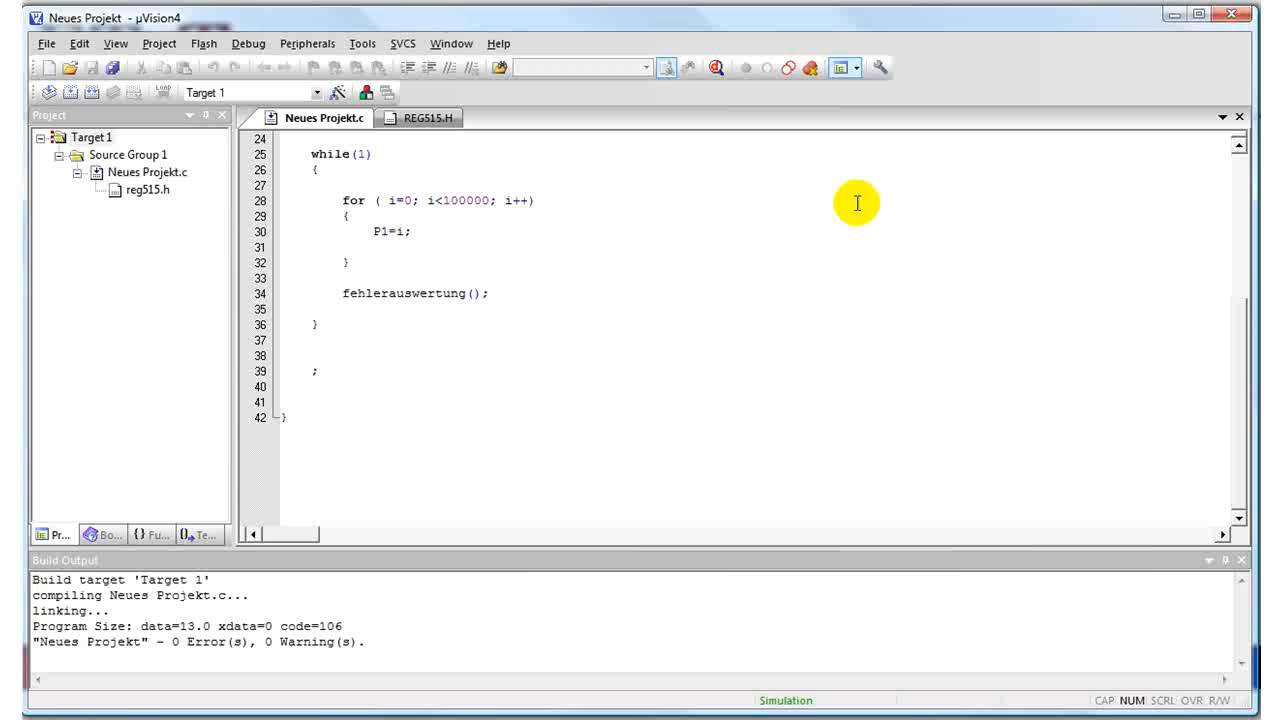 Neues Projekt - µVision4
File Edit View Project Flash Debug Peripherals Tools SVCS Window Help
Target 1
Project
Neues Projekt.c REG515.H
Target 1
Source Group 1
Neues Projekt.c
reg515.h
24
25 while(1)
26 {
27
28 for ( i=0; i<100000; i++)
29 {
30 P1=i;
31
32 }
33
34 fehlerauswertung();
35
36 }
37
38
39 ;
40
41
42 }
Pr... Bo... {} Fu... Te...
Build Output
Build target 'Target 1'
compiling Neues Projekt.c...
linking...
Program Size: data=13.0 xdata=0 code=106
"Neues Projekt" - 0 Error(s), 0 Warning(s).
Simulation CAP NUM SCRL OVR R/W